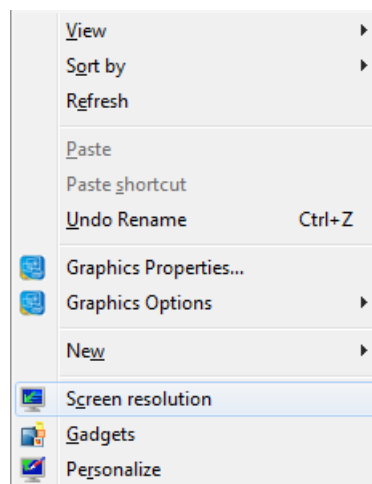 View
Sort by
Refresh
Paste
Paste shortcut
Undo Rename Ctrl+Z
Graphics Properties...
Graphics Options
New
Screen resolution
Gadgets
Personalize